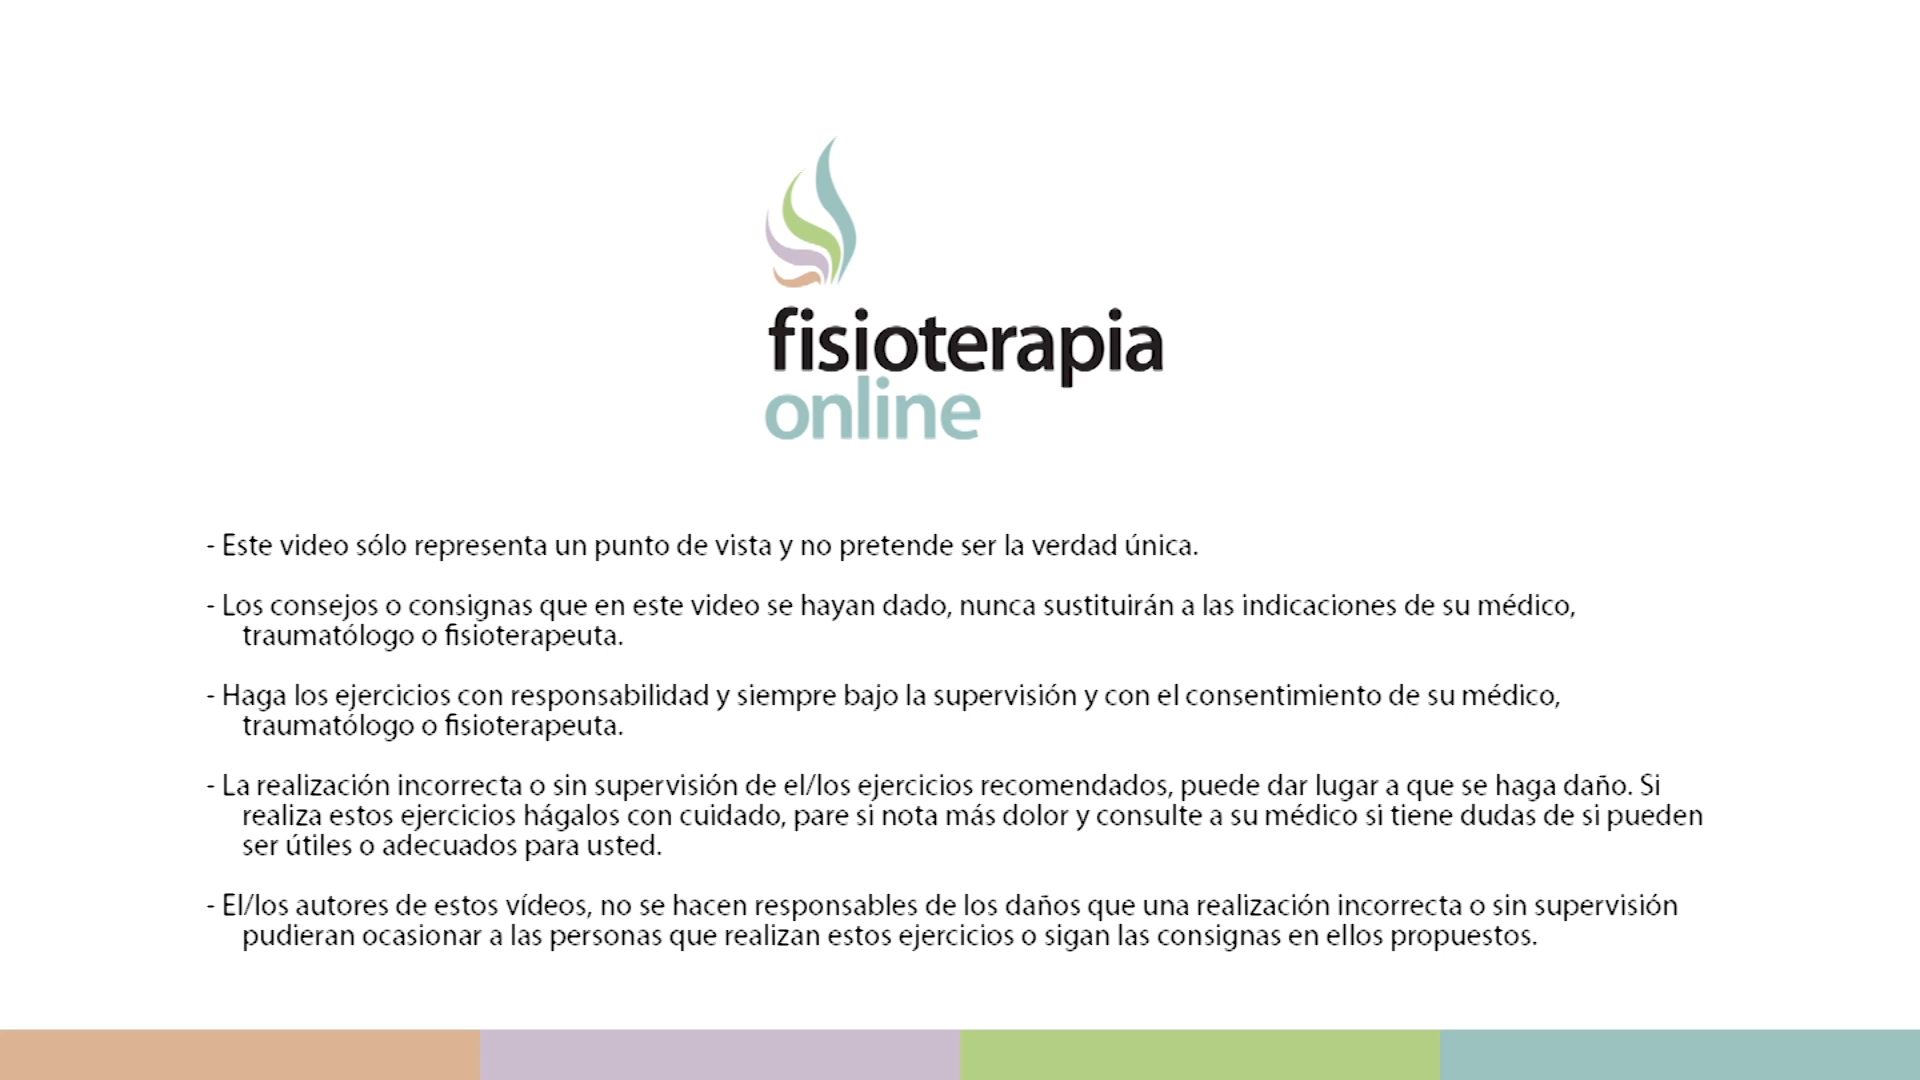 fisioterapia
online
- Este video sólo representa un punto de vista y no pretende ser la verdad única.
- Los consejos o consignas que en este video se hayan dado, nunca sustituirán a las indicaciones de su médico,
traumatólogo o fisioterapeuta.
- Haga los ejercicios con responsabilidad y siempre bajo la supervisión y con el consentimiento de su médico,
traumatólogo o fisioterapeuta.
- La realización incorrecta o sin supervisión de el/los ejercicios recomendados, puede dar lugar a que se haga daño. Si
realiza estos ejercicios hágalos con cuidado, pare si nota más dolor y consulte a su médico si tiene dudas de si pueden
ser útiles o adecuados para usted.
- El/los autores de estos vídeos, no se hacen responsables de los daños que una realización incorrecta o sin supervisión
pudieran ocasionar a las personas que realizan estos ejercicios o sigan las consignas en ellos propuestos.